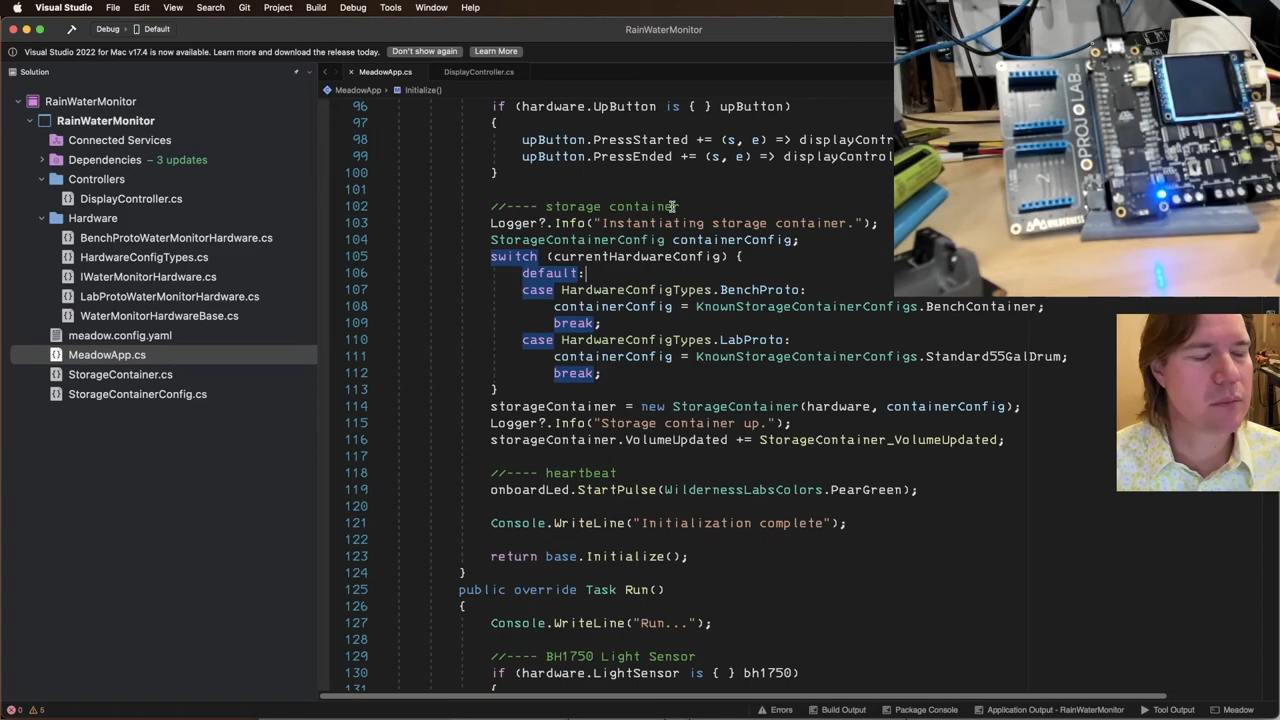 Visual Studio File Edit View Search Git Project Build Debug Tools Window Help
Debug Default RainWaterMonitor
Visual Studio 2022 for Mac v17.4 is now available. Learn more and download the release today. Don't show again Learn More
Solution
MeadowApp.cs DisplayController.cs
MeadowApp Initialize()
RainWaterMonitor
RainWaterMonitor
Connected Services
Dependencies – 3 updates
Controllers
DisplayController.cs
Hardware
BenchProtoWaterMonitorHardware.cs
HardwareConfigTypes.cs
IWaterMonitorHardware.cs
LabProtoWaterMonitorHardware.cs
WaterMonitorHardwareBase.cs
meadow.config.yaml
MeadowApp.cs
StorageContainer.cs
StorageContainerConfig.cs
96 if (hardware.UpButton is { } upButton)
97 {
98 upButton.PressStarted += (s, e) => displayContro
99 upButton.PressEnded += (s, e) => displayControl
100 }
101
102 //---- storage container
103 Logger?.Info("Instantiating storage container.");
104 StorageContainerConfig containerConfig;
105 switch (currentHardwareConfig) {
106 default:
107 case HardwareConfigTypes.BenchProto:
108 containerConfig = KnownStorageContainerConfigs.BenchContainer;
109 break;
110 case HardwareConfigTypes.LabProto:
111 containerConfig = KnownStorageContainerConfigs.Standard55GalDrum;
112 break;
113 }
114 storageContainer = new StorageContainer(hardware, containerConfig);
115 Logger?.Info("Storage container up.");
116 storageContainer.VolumeUpdated += StorageContainer_VolumeUpdated;
117
118 //---- heartbeat
119 onboardLed.StartPulse(WildernessLabsColors.PearGreen);
120
121 Console.WriteLine("Initialization complete");
122
123 return base.Initialize();
124 }
125 public override Task Run()
126 {
127 Console.WriteLine("Run...");
128
129 //---- BH1750 Light Sensor
130 if (hardware.LightSensor is { } bh1750)
131 {
PROJ LAB
0 5 Errors Build Output Package Console Application Output - RainWaterMonitor Tool Output Meadow